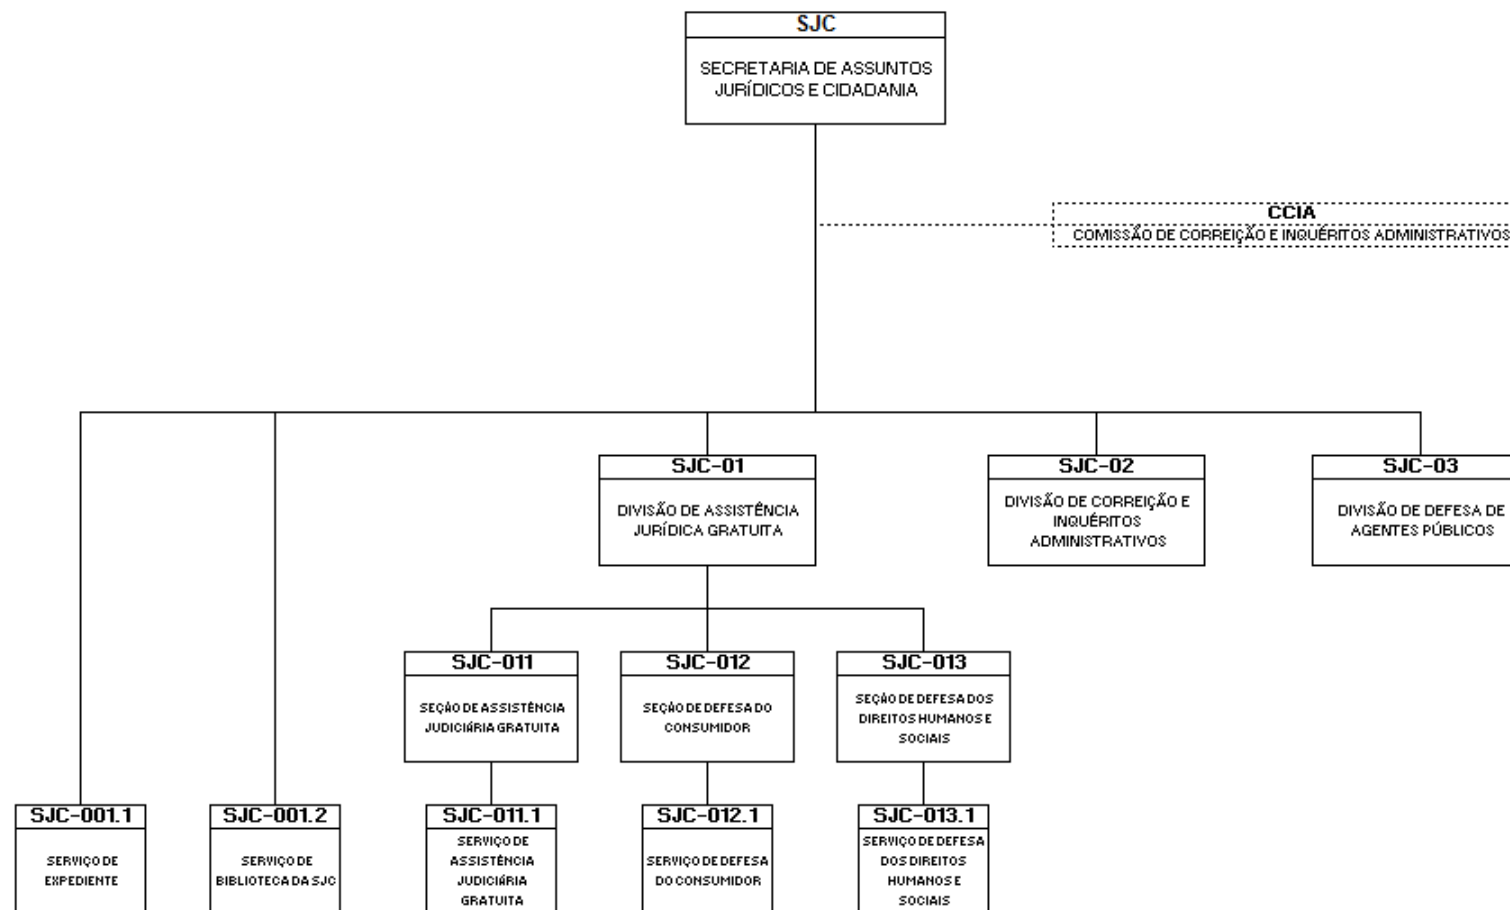 SJC
SECRETARIA DE ASSUNTOS
JURÍDICOS E CIDADANIA
CCIA
COMISSÃO DE CORREIÇÃO E INQUÉRITOS ADMINISTRATIVOS
SJC-01
DIVISÃO DE ASSISTÊNCIA
JURÍDICA GRATUITA
SJC-02
DIVISÃO DE CORREIÇÃO E
INQUÉRITOS
ADMINISTRATIVOS
SJC-03
DIVISÃO DE DEFESA DE
AGENTES PÚBLICOS
SJC-011
SEÇÃO DE ASSISTÊNCIA
JUDICIÁRIA GRATUITA
SJC-012
SEÇÃO DE DEFESA DO
CONSUMIDOR
SJC-013
SEÇÃO DE DEFESA DOS
DIREITOS HUMANOS E
SOCIAIS
SJC-001.1
SERVIÇO DE
EXPEDIENTE
SJC-001.2
SERVIÇO DE
BIBLIOTECA DA SJC
SJC-011.1
SERVIÇO DE
ASSISTÊNCIA
JUDICIÁRIA
GRATUITA
SJC-012.1
SERVIÇO DE DEFESA
DO CONSUMIDOR
SJC-013.1
SERVIÇO DE DEFESA
DOS DIREITOS
HUMANOS E
SOCIAIS